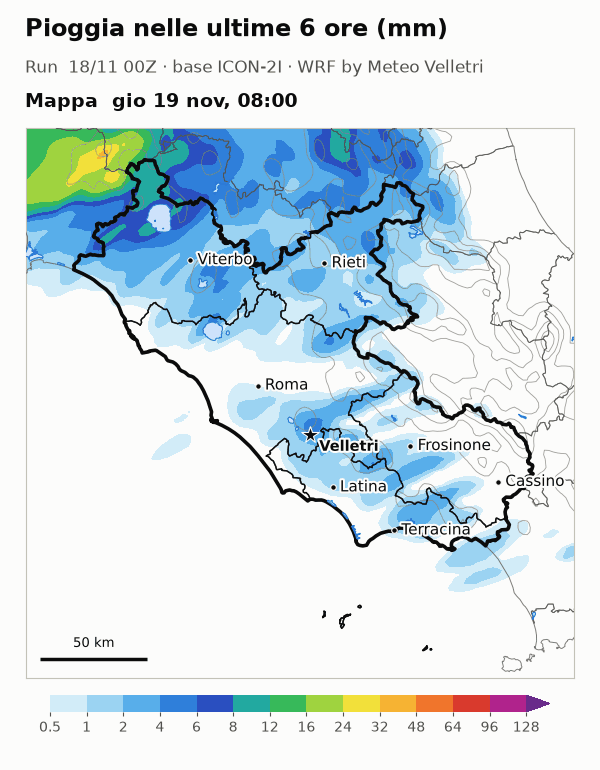 Pioggia nelle ultime 6 ore (mm)
Run  18/11 00Z · base ICON-2I · WRF by Meteo Velletri
Mappa  gio 19 nov, 08:00
Viterbo
Rieti
Roma
Velletri
Frosinone
Latina
Cassino
Terracina
50 km
0.5 1 2 4 6 8 12 16 24 32 48 64 96 128